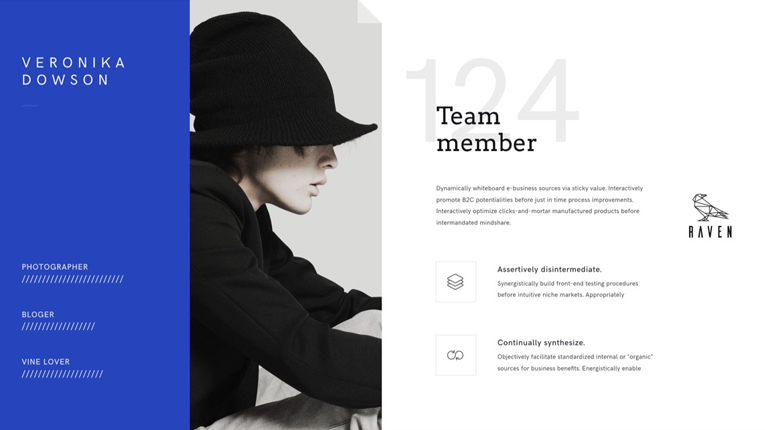 VERONIKA
DOWSON
PHOTOGRAPHER
/////////////////////////
BLOGER
//////////////////
VINE LOVER
////////////////////
124
Team
member
Dynamically whiteboard e-business sources via sticky value. Interactively
promote B2C potentialities before just in time process improvements.
Interactively optimize clicks-and-mortar manufactured products before
intermandated mindshare.
RAVEN
Assertively disintermediate.
Synergistically build front-end testing procedures
before intuitive niche markets. Appropriately
Continually synthesize.
Objectively facilitate standardized internal or "organic"
sources for business benefits. Energistically enable